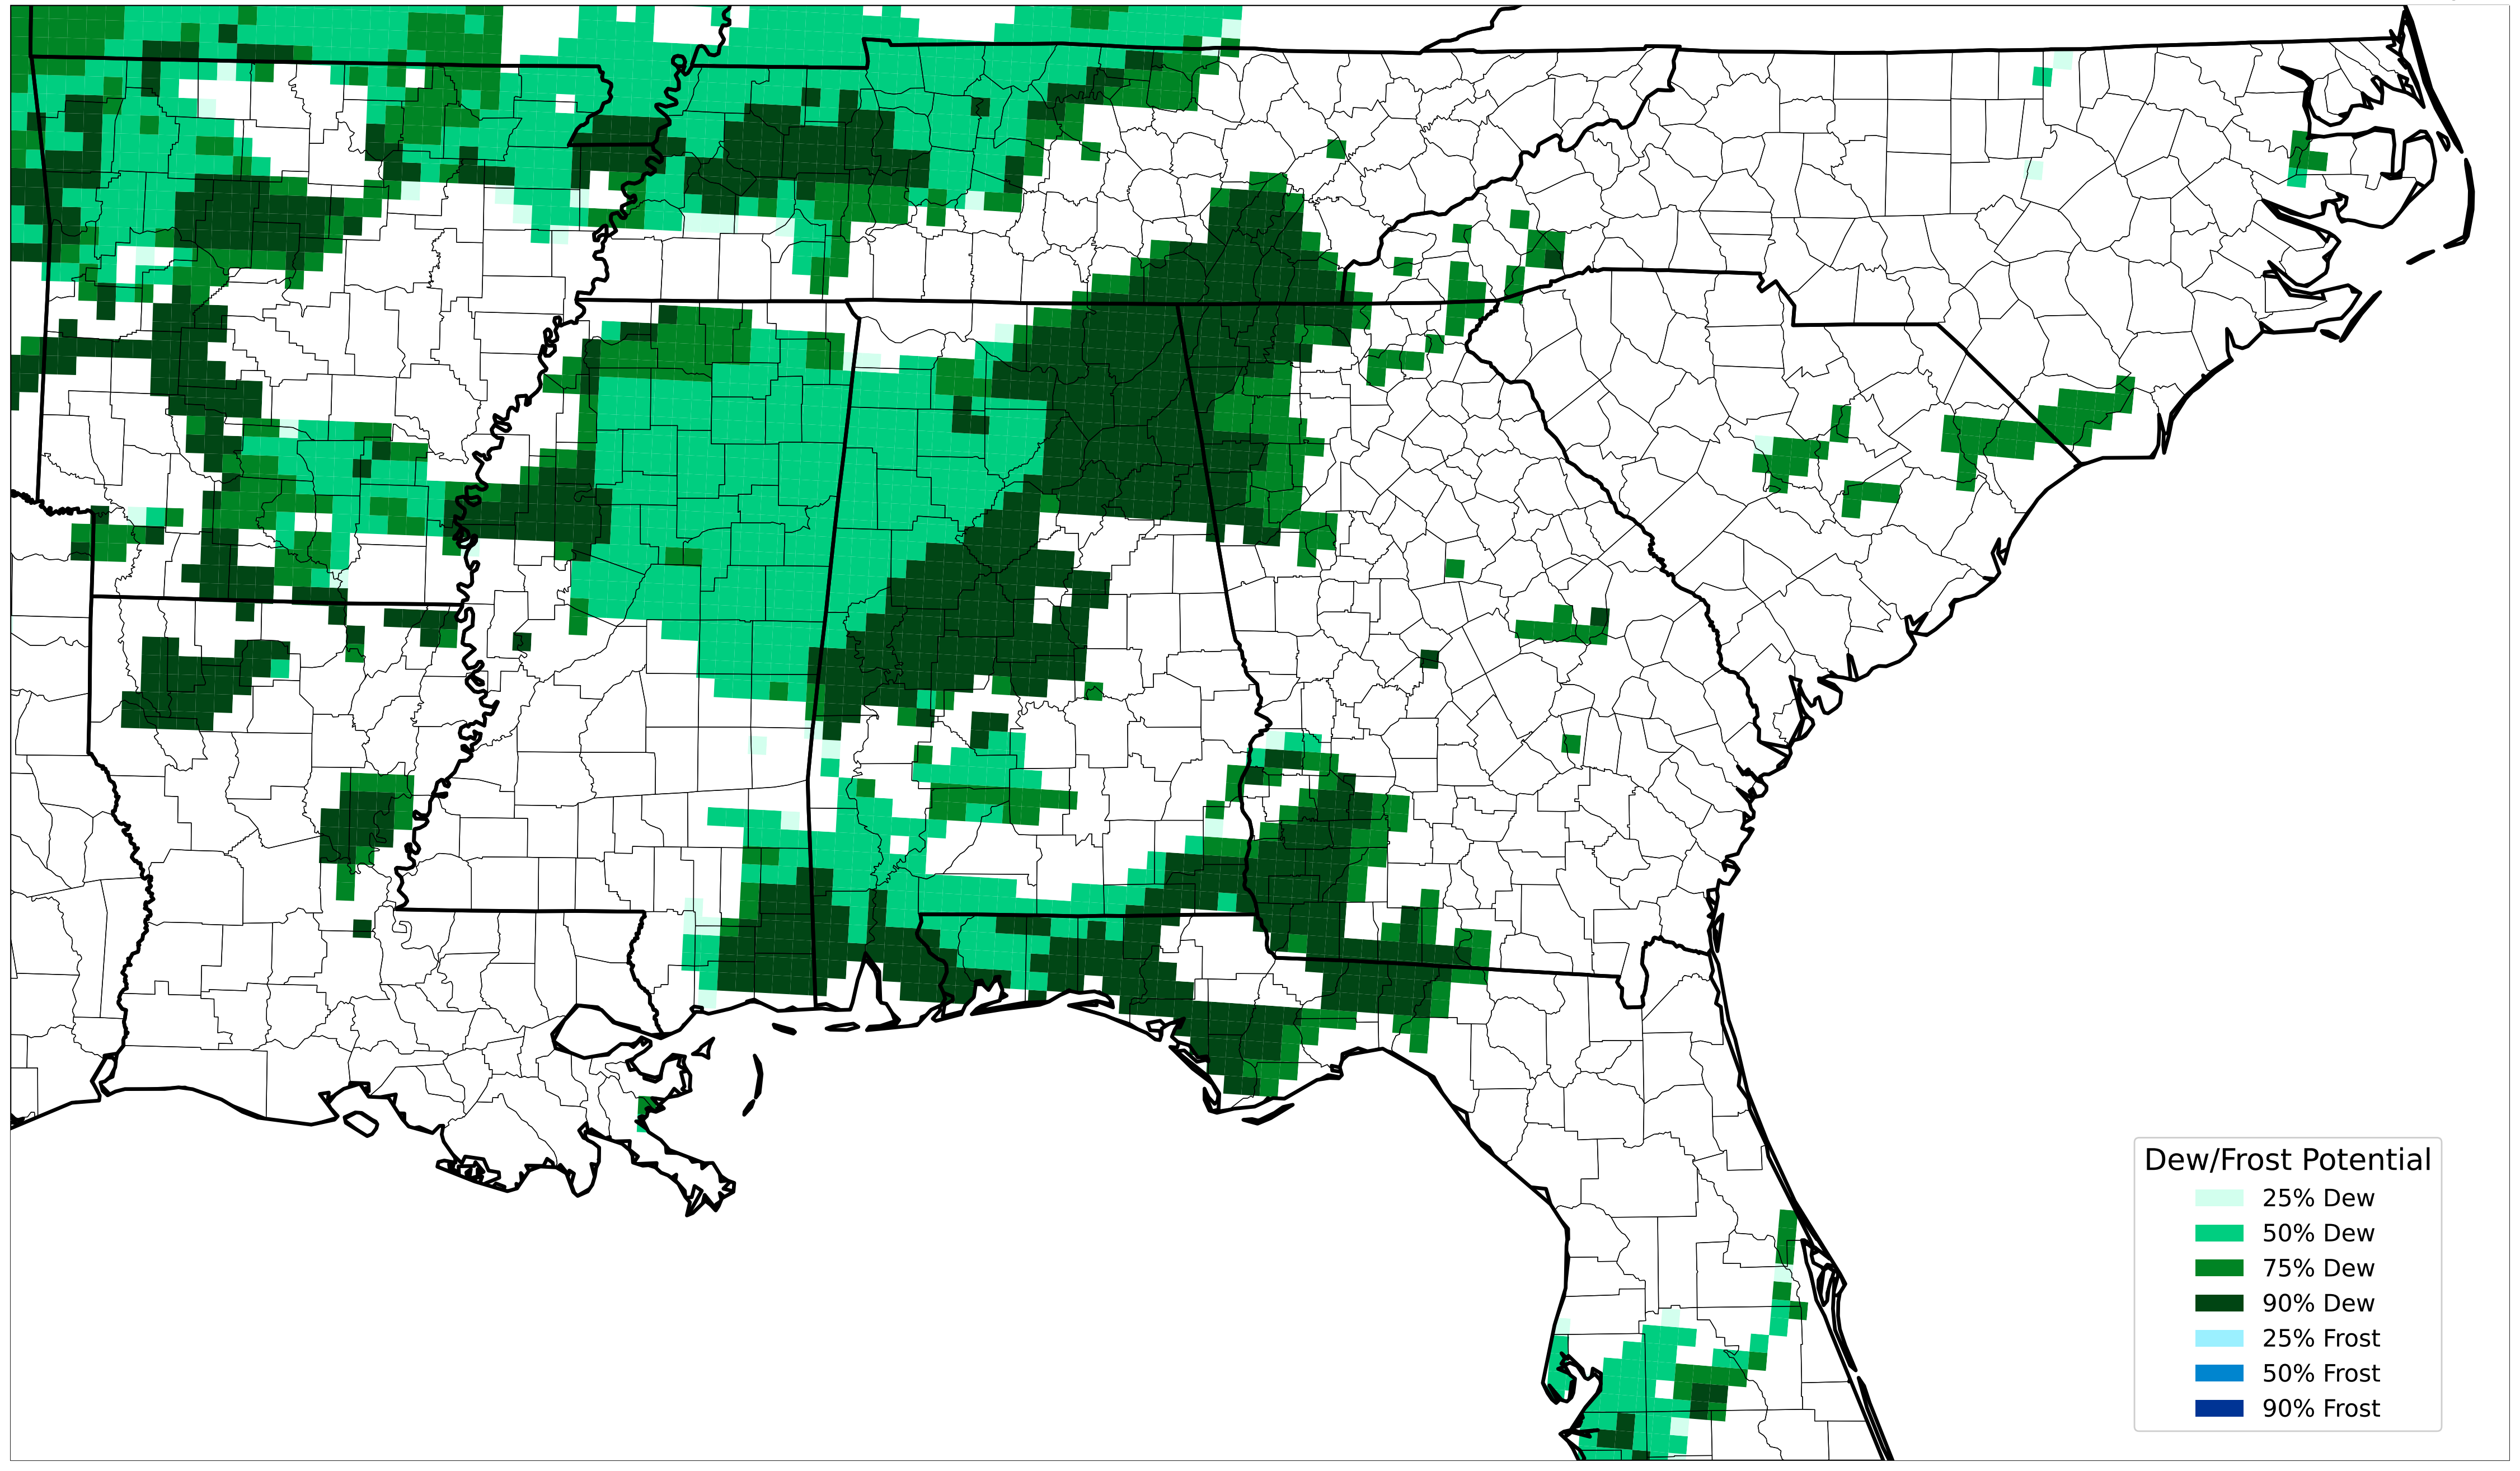 Dew/Frost Potential
25% Dew
50% Dew
75% Dew
90% Dew
25% Frost
50% Frost
90% Frost